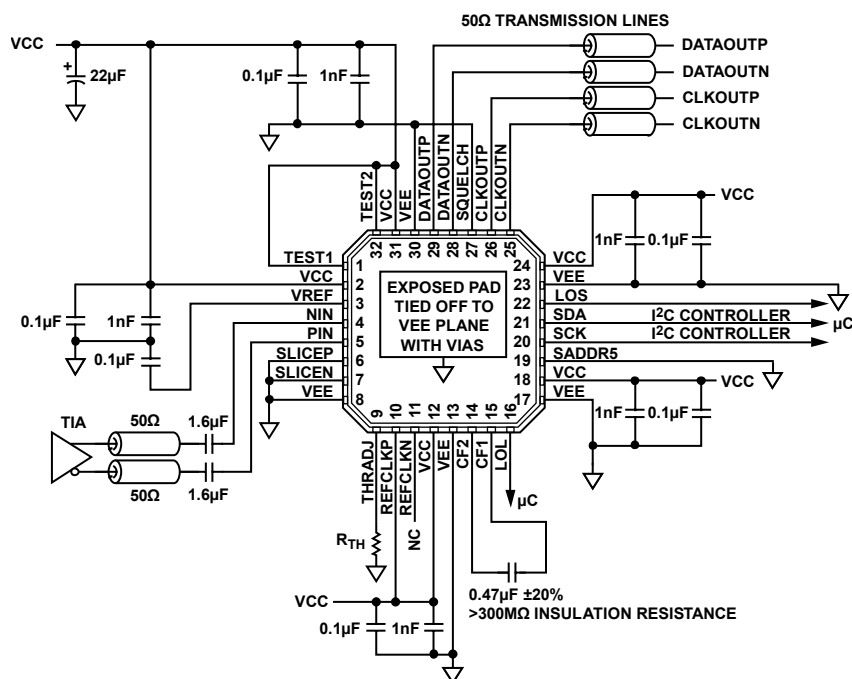 50Ω TRANSMISSION LINES
VCC
+
22µF
0.1µF
1nF
DATAOUTP
DATAOUTN
CLKOUTP
CLKOUTN
TEST2
VCC
VEE
DATAOUTP
DATAOUTN
SQUELCH
CLKOUTP
CLKOUTN
32
31
30
29
28
27
26
25
TEST1
VCC
VREF
NIN
PIN
SLICEP
SLICEN
VEE
1
2
3
4
5
6
7
8
0.1µF
1nF
0.1µF
EXPOSED PAD
TIED OFF TO
VEE PLANE
WITH VIAS
24
23
22
21
20
19
18
17
VCC
VEE
LOS
SDA
SCK
SADDR5
VCC
VEE
VCC
1nF
0.1µF
I²C CONTROLLER
I²C CONTROLLER
µC
VCC
1nF
0.1µF
TIA
50Ω
1.6µF
50Ω
1.6µF
9
10
11
12
13
14
15
16
THRADJ
REFCLKP
REFCLKN
VCC
VEE
CF2
CF1
LOL
µC
NC
RTH
0.47µF ±20%
>300MΩ INSULATION RESISTANCE
VCC
0.1µF
1nF